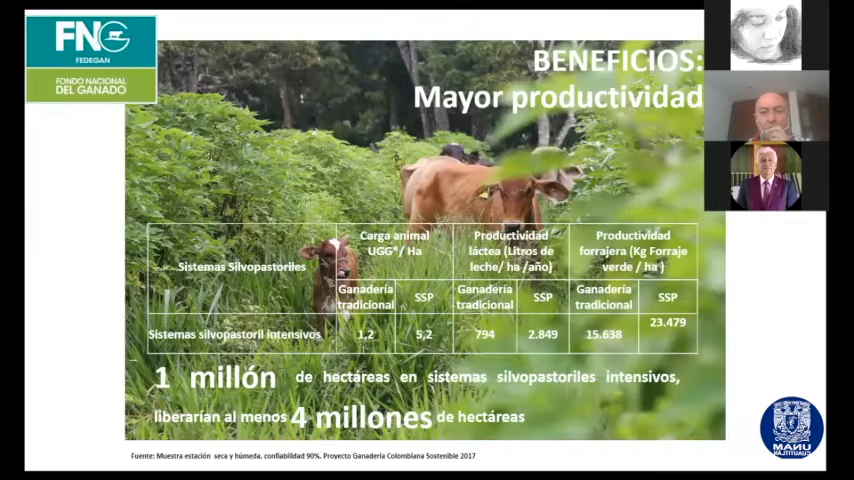 FNG
FEDEGAN
FONDO NACIONAL
DEL GANADO
BENEFICIOS:
Mayor productividad
Sistemas Silvopastoriles
Carga animal
UGG*/ Ha
Productividad
láctea (Litros de
leche/ ha /año)
Productividad
forrajera (Kg Forraje
verde / ha )
Ganadería
tradicional
SSP
Ganadería
tradicional
SSP
Ganadería
tradicional
SSP
Sistemas silvopastoril intensivos
1,2
5,2
794
2.849
15.638
23.479
1 millón de hectáreas en sistemas silvopastoriles intensivos,
liberarían al menos 4 millones de hectáreas
Fuente: Muestra estación seca y húmeda, confiabilidad 90%. Proyecto Ganadería Colombiana Sostenible 2017
UNAM
CUAUTITLÁN